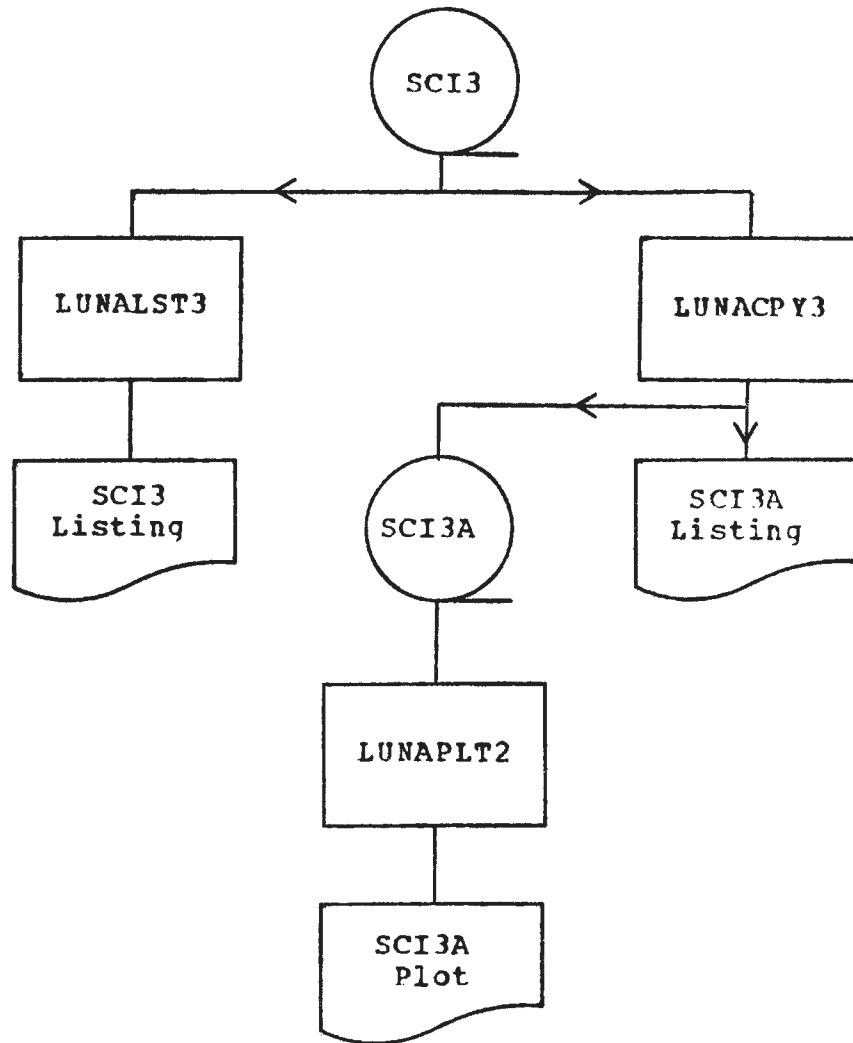 SCI3
LUNALST3
LUNACPY3
SCI3
Listing
SCI3A
SCI3A
Listing
LUNAPLT2
SCI3A
Plot